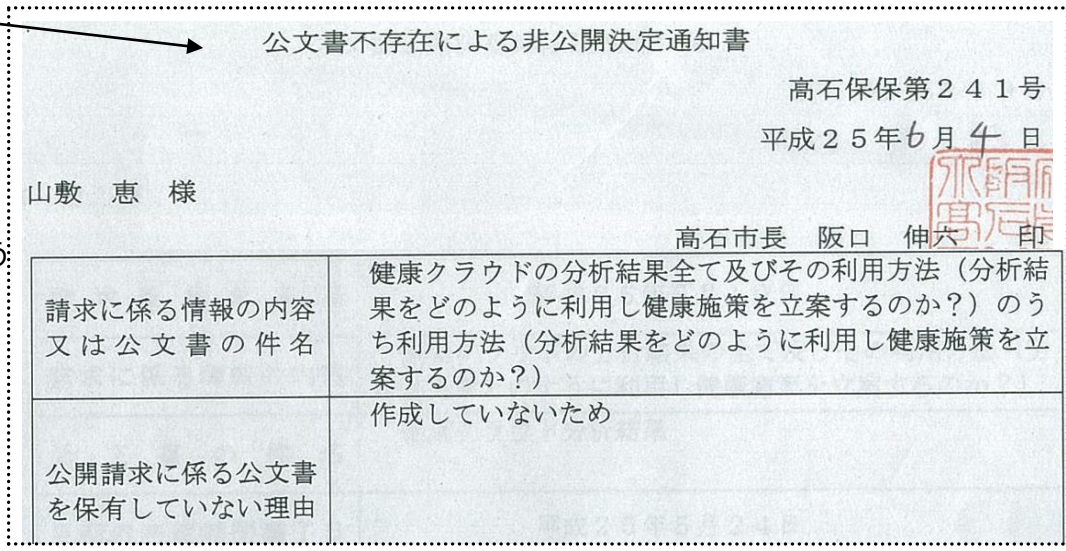 公文書不存在による非公開決定通知書
高石保保第241号
平成25年6月4日
山敷 恵 様
高石市長 阪口 伸六 印
請求に係る情報の内容
又は公文書の件名
健康クラウドの分析結果全て及びその利用方法（分析結
果をどのように利用し健康施策を立案するのか？）のう
ち利用方法（分析結果をどのように利用し健康施策を立
案するのか？）
公開請求に係る公文書
を保有していない理由
作成していないため